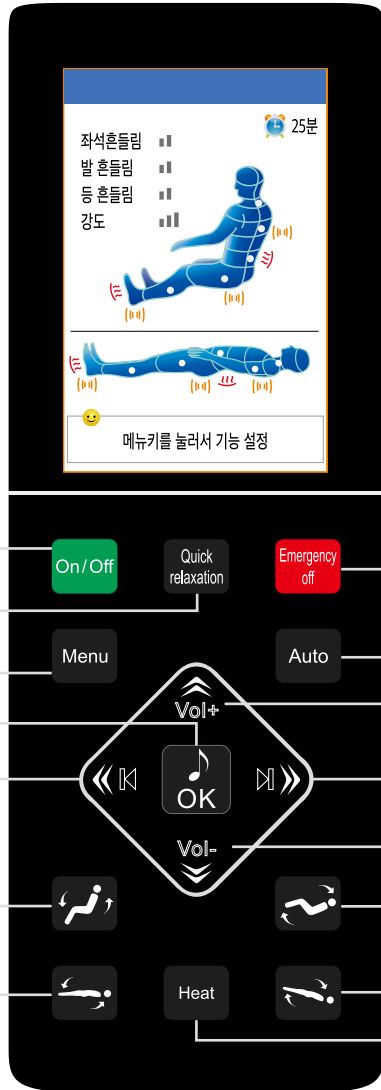 25분
좌석흔들림
발 흔들림
등 흔들림
강도
메뉴키를 눌러서 기능 설정
On/Off
Quick
relaxation
Emergency
off
Menu
Auto
Vol+
OK
Vol-
Heat